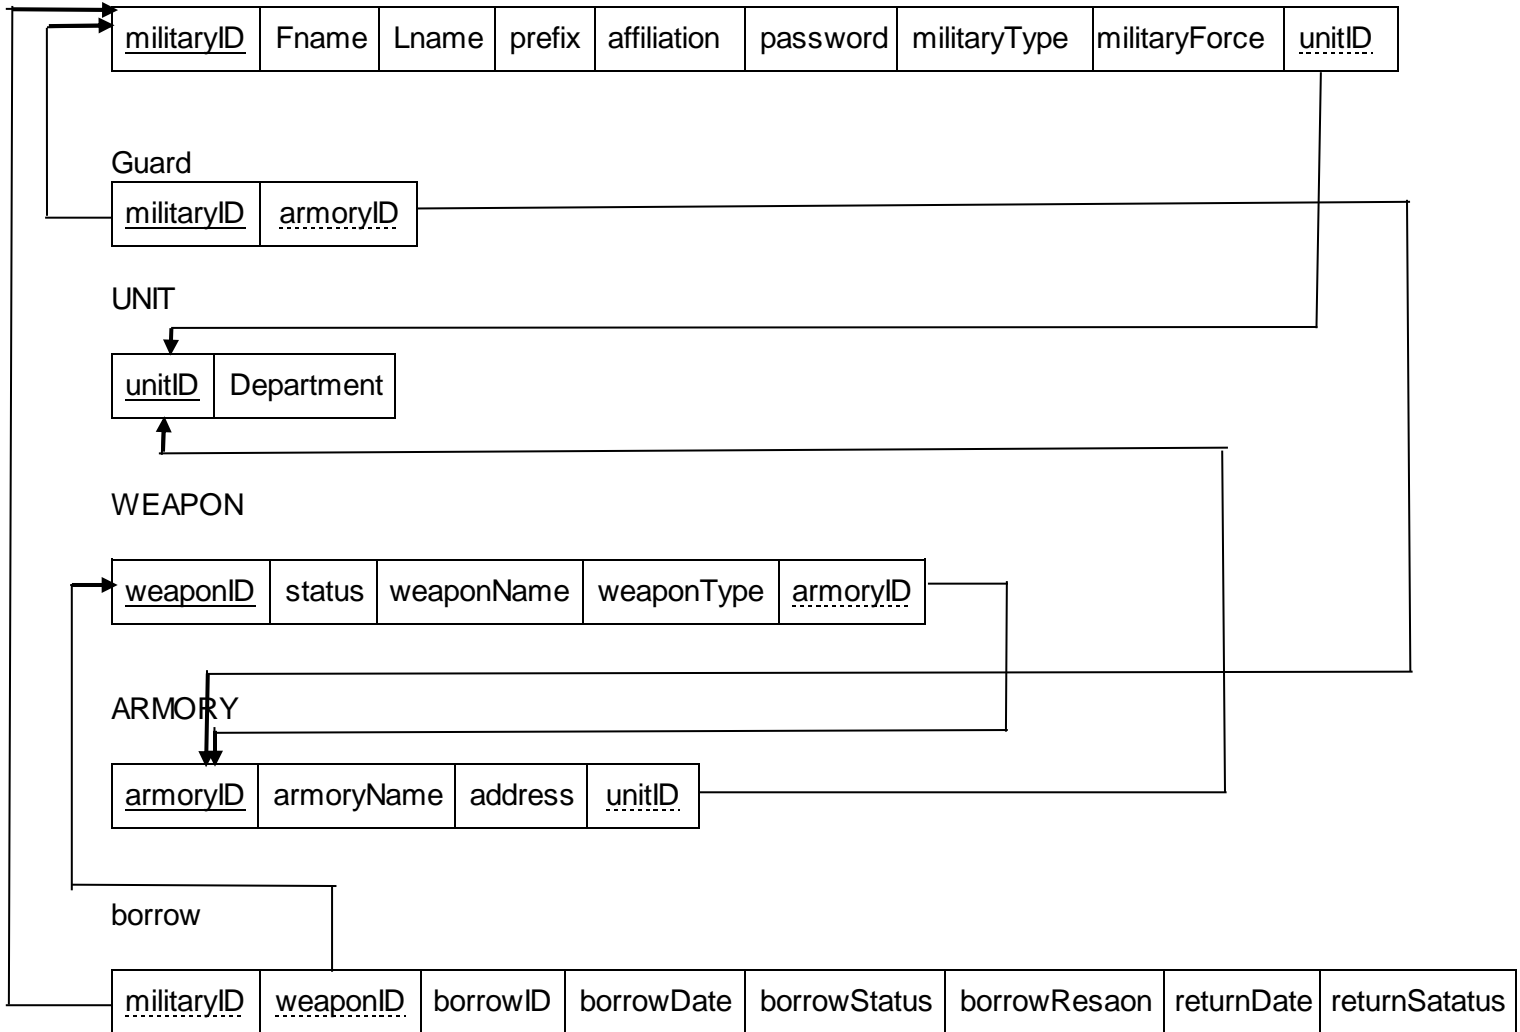 militaryID Fname Lname prefix affiliation password militaryType militaryForce unitID
Guard
militaryID armoryID
UNIT
unitID Department
WEAPON
weaponID status weaponName weaponType armoryID
ARMORY
armoryID armoryName address unitID
borrow
militaryID weaponID borrowID borrowDate borrowStatus borrowResaon returnDate returnSatatus